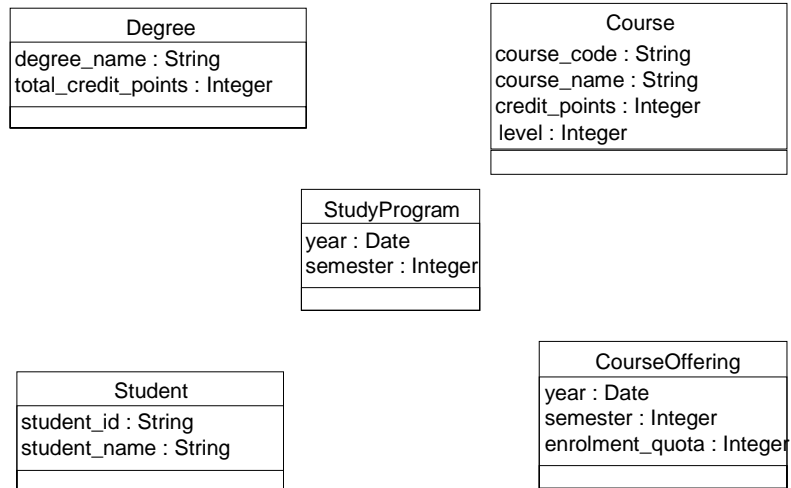 Degree
degree_name : String
total_credit_points : Integer
Course
course_code : String
course_name : String
credit_points : Integer
level : Integer
StudyProgram
year : Date
semester : Integer
Student
student_id : String
student_name : String
CourseOffering
year : Date
semester : Integer
enrolment_quota : Integer